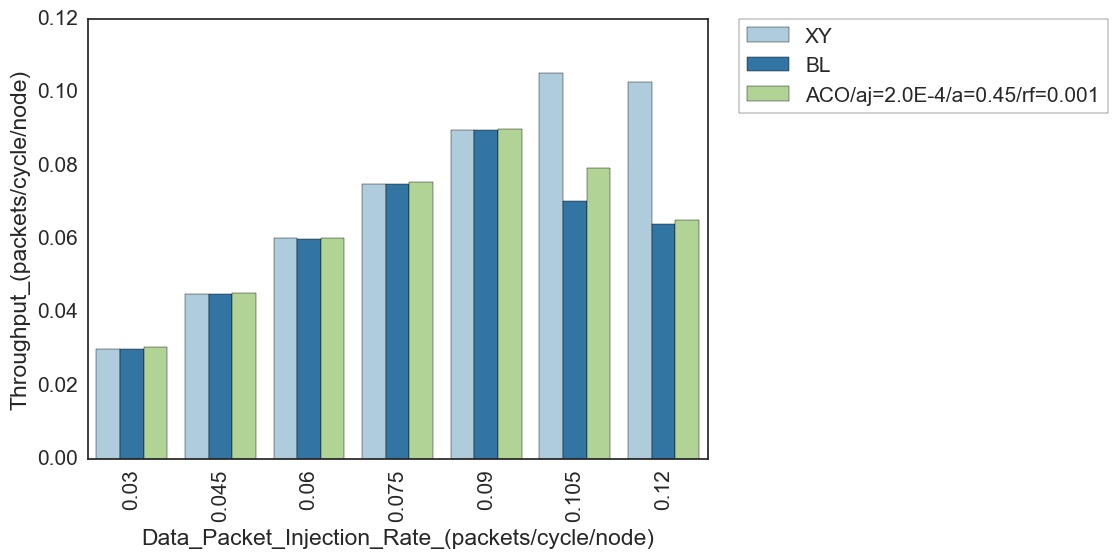 0.12
0.10
0.08
0.06
0.04
0.02
0.00
Throughput_(packets/cycle/node)
0.03
0.045
0.06
0.075
0.09
0.105
0.12
Data_Packet_Injection_Rate_(packets/cycle/node)
XY
BL
ACO/aj=2.0E-4/a=0.45/rf=0.001